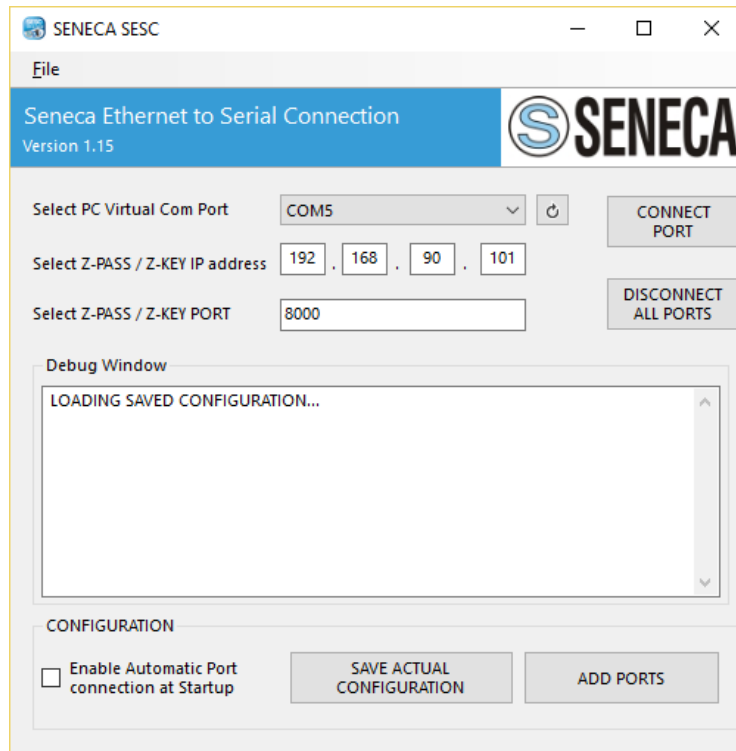 SENECA SESC
File
Seneca Ethernet to Serial Connection
Version 1.15
S SENECA
Select PC Virtual Com Port
COM5
CONNECT
PORT
Select Z-PASS / Z-KEY IP address
192 . 168 . 90 . 101
Select Z-PASS / Z-KEY PORT
8000
DISCONNECT
ALL PORTS
Debug Window
LOADING SAVED CONFIGURATION...
CONFIGURATION
Enable Automatic Port
connection at Startup
SAVE ACTUAL
CONFIGURATION
ADD PORTS